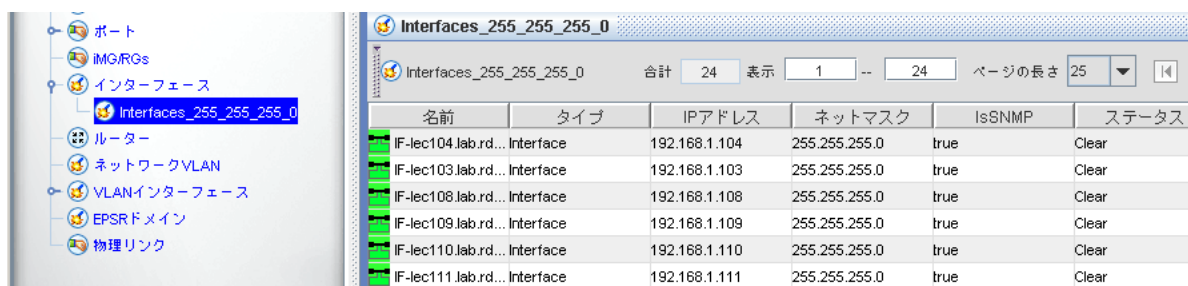 ポート
iMG/RGs
インターフェース
Interfaces_255_255_255_0
ルーター
ネットワークVLAN
VLANインターフェース
EPSRドメイン
物理リンク
Interfaces_255_255_255_0
Interfaces_255_255_255_0 合計 24 表示 1 -- 24 ページの長さ 25
名前 タイプ IPアドレス ネットマスク IsSNMP ステータス
IF-lec104.lab.rd... Interface 192.168.1.104 255.255.255.0 true Clear
IF-lec103.lab.rd... Interface 192.168.1.103 255.255.255.0 true Clear
IF-lec108.lab.rd... Interface 192.168.1.108 255.255.255.0 true Clear
IF-lec109.lab.rd... Interface 192.168.1.109 255.255.255.0 true Clear
IF-lec110.lab.rd... Interface 192.168.1.110 255.255.255.0 true Clear
IF-lec111.lab.rd... Interface 192.168.1.111 255.255.255.0 true Clear